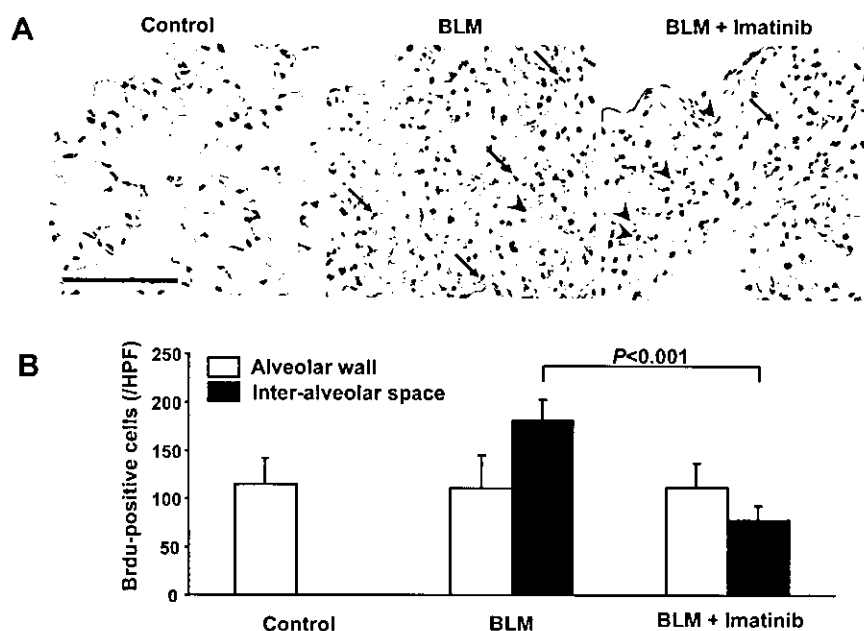 A
Control BLM BLM + Imatinib
B
Brdu-positive cells (/HPF)
250
200
150
100
50
0
Alveolar wall
Inter-alveolar space
P<0.001
Control BLM BLM + Imatinib